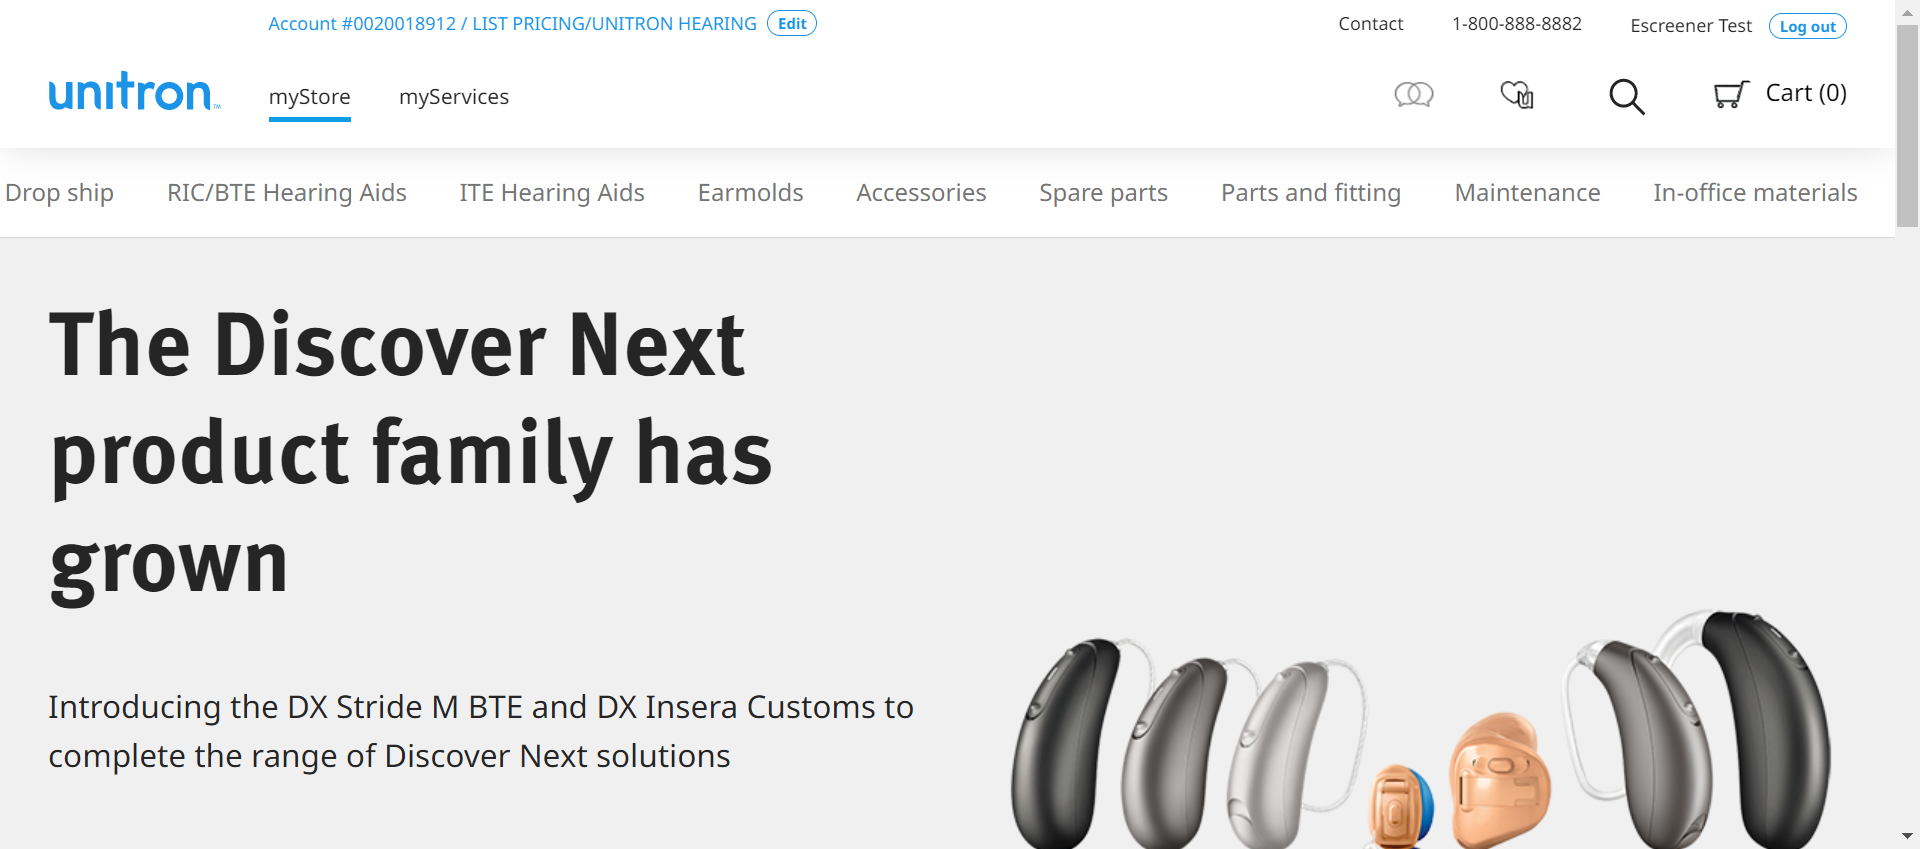 Account #0020018912 / LIST PRICING/UNITRON HEARING Edit
Contact 1-800-888-8882 Escreener Test Log out
unitron™ myStore myServices Cart (0)
Drop ship RIC/BTE Hearing Aids ITE Hearing Aids Earmolds Accessories Spare parts Parts and fitting Maintenance In-office materials
The Discover Next
product family has
grown
Introducing the DX Stride M BTE and DX Insera Customs to
complete the range of Discover Next solutions